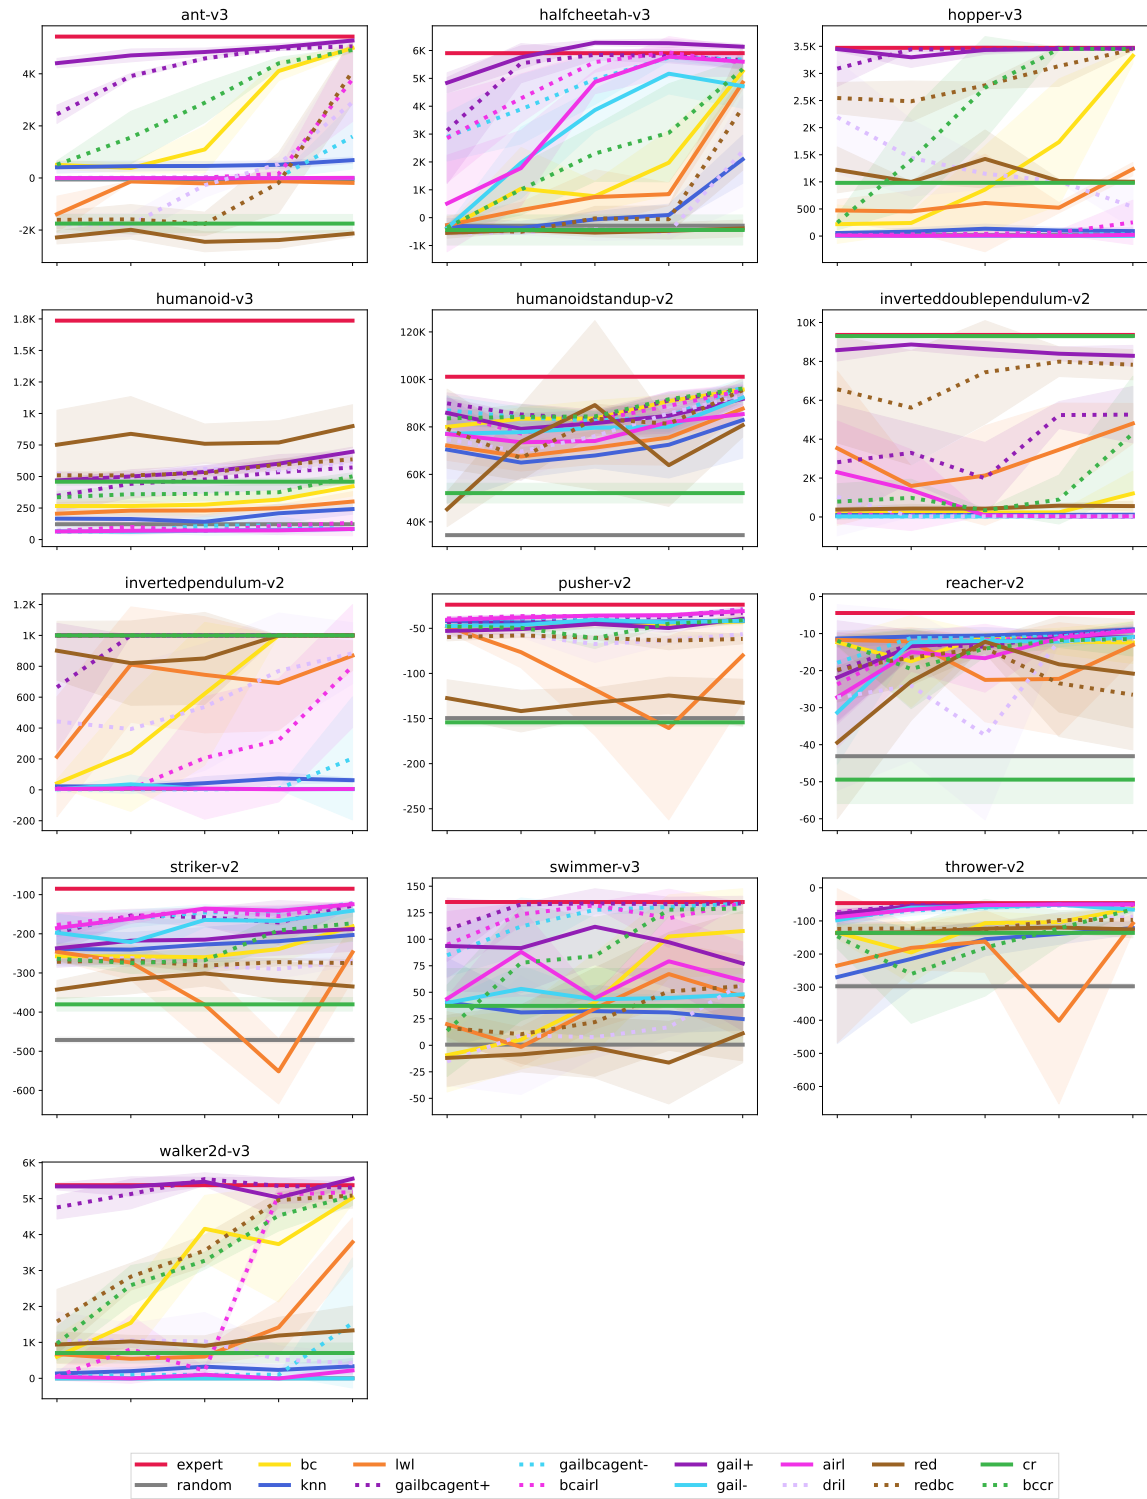 ant-v3
halfcheetah-v3
hopper-v3
4K
2K
0
-2K
6K
5K
4K
3K
2K
1K
0
-1K
3.5K
3K
2.5K
2K
1.5K
1K
500
0
humanoid-v3
humanoidstandup-v2
inverteddoublependulum-v2
1.8K
1.5K
1.2K
1K
750
500
250
0
120K
100K
80K
60K
40K
10K
8K
6K
4K
2K
0
invertedpendulum-v2
pusher-v2
reacher-v2
1.2K
1K
800
600
400
200
0
-200
-50
-100
-150
-200
-250
0
-10
-20
-30
-40
-50
-60
striker-v2
swimmer-v3
thrower-v2
-100
-200
-300
-400
-500
-600
150
125
100
75
50
25
0
-25
-50
0
-100
-200
-300
-400
-500
-600
walker2d-v3
6K
5K
4K
3K
2K
1K
0
expert bc lwl gailbcagent- gail+ airl red cr
random knn gailbcagent+ bcairl gail- dril redbc bccr